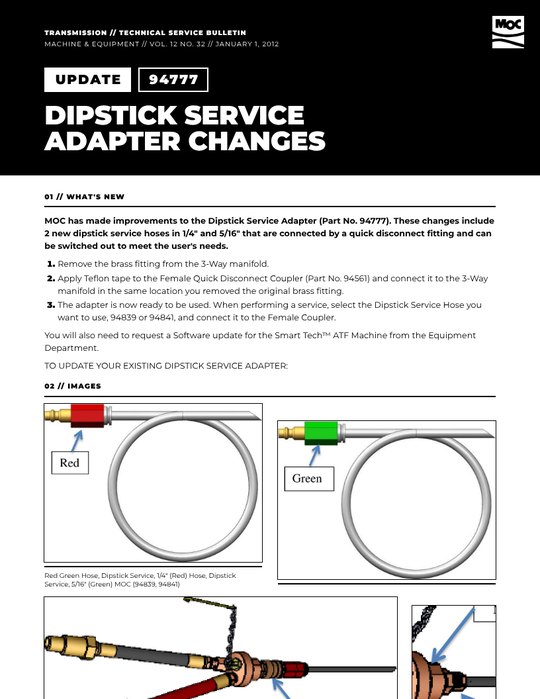 TRANSMISSION // TECHNICAL SERVICE BULLETIN
MACHINE & EQUIPMENT // VOL. 12 NO. 32 // JANUARY 1, 2012
MOC
UPDATE 94777
DIPSTICK SERVICE
ADAPTER CHANGES
01 // WHAT'S NEW
MOC has made improvements to the Dipstick Service Adapter (Part No. 94777). These changes include
2 new dipstick service hoses in 1/4" and 5/16" that are connected by a quick disconnect fitting and can
be switched out to meet the user's needs.
1. Remove the brass fitting from the 3-Way manifold.
2. Apply Teflon tape to the Female Quick Disconnect Coupler (Part No. 94561) and connect it to the 3-Way
manifold in the same location you removed the original brass fitting.
3. The adapter is now ready to be used. When performing a service, select the Dipstick Service Hose you
want to use, 94839 or 94841, and connect it to the Female Coupler.
You will also need to request a Software update for the Smart Tech™ ATF Machine from the Equipment
Department.
TO UPDATE YOUR EXISTING DIPSTICK SERVICE ADAPTER:
02 // IMAGES
Red
Green
Red Green Hose, Dipstick Service, 1/4" (Red) Hose, Dipstick
Service, 5/16" (Green) MOC (94839, 94841)